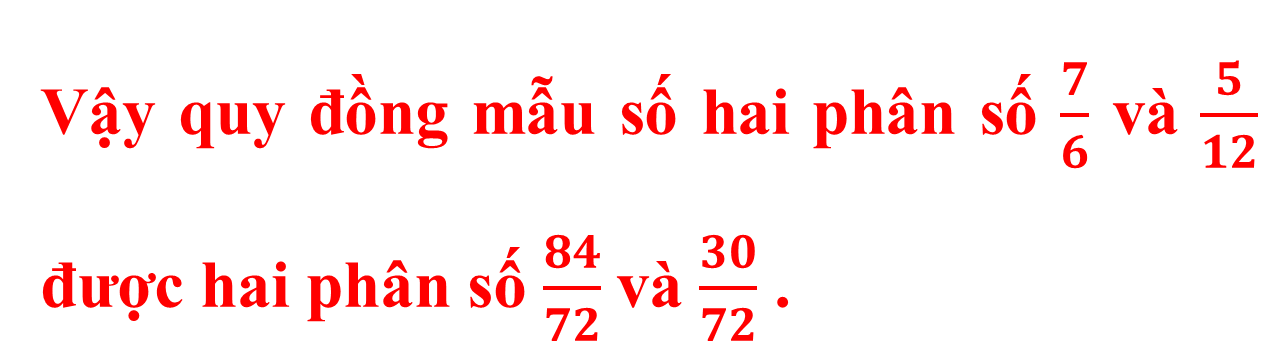 Vậy quy đồng mẫu số hai phân số 7/6 và 5/12
được hai phân số 84/72 và 30/72 .